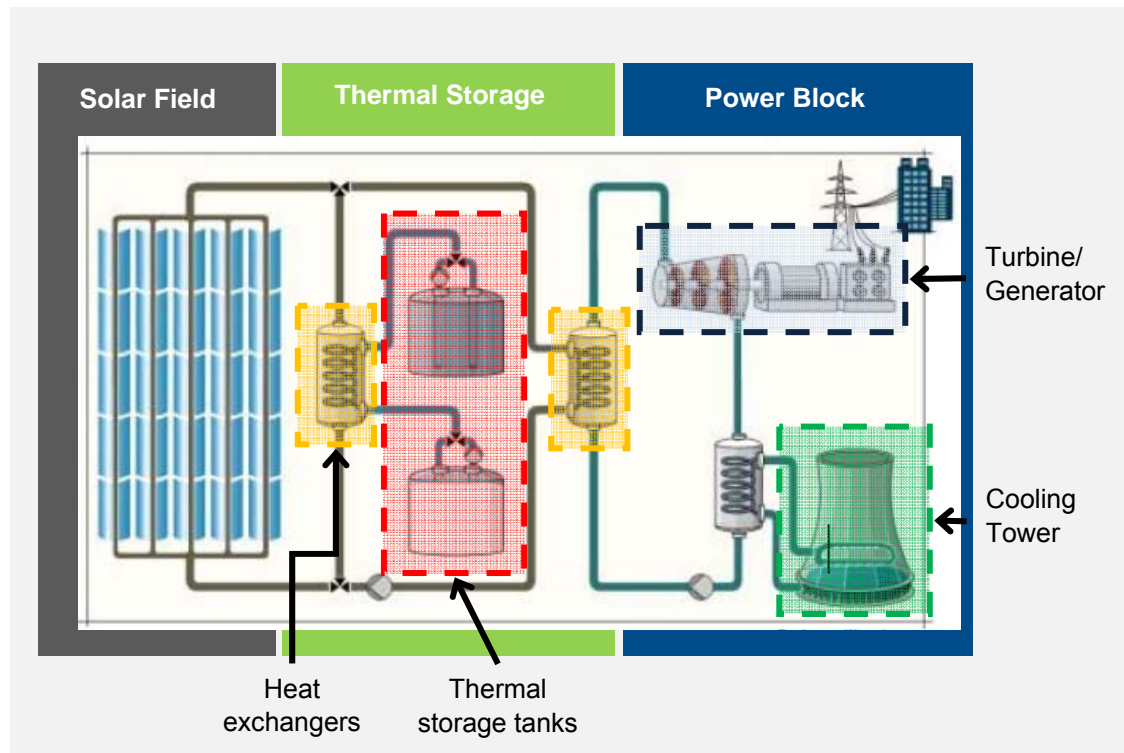 Solar Field
Thermal Storage
Power Block
Turbine/
Generator
Cooling
Tower
Heat
exchangers
Thermal
storage tanks